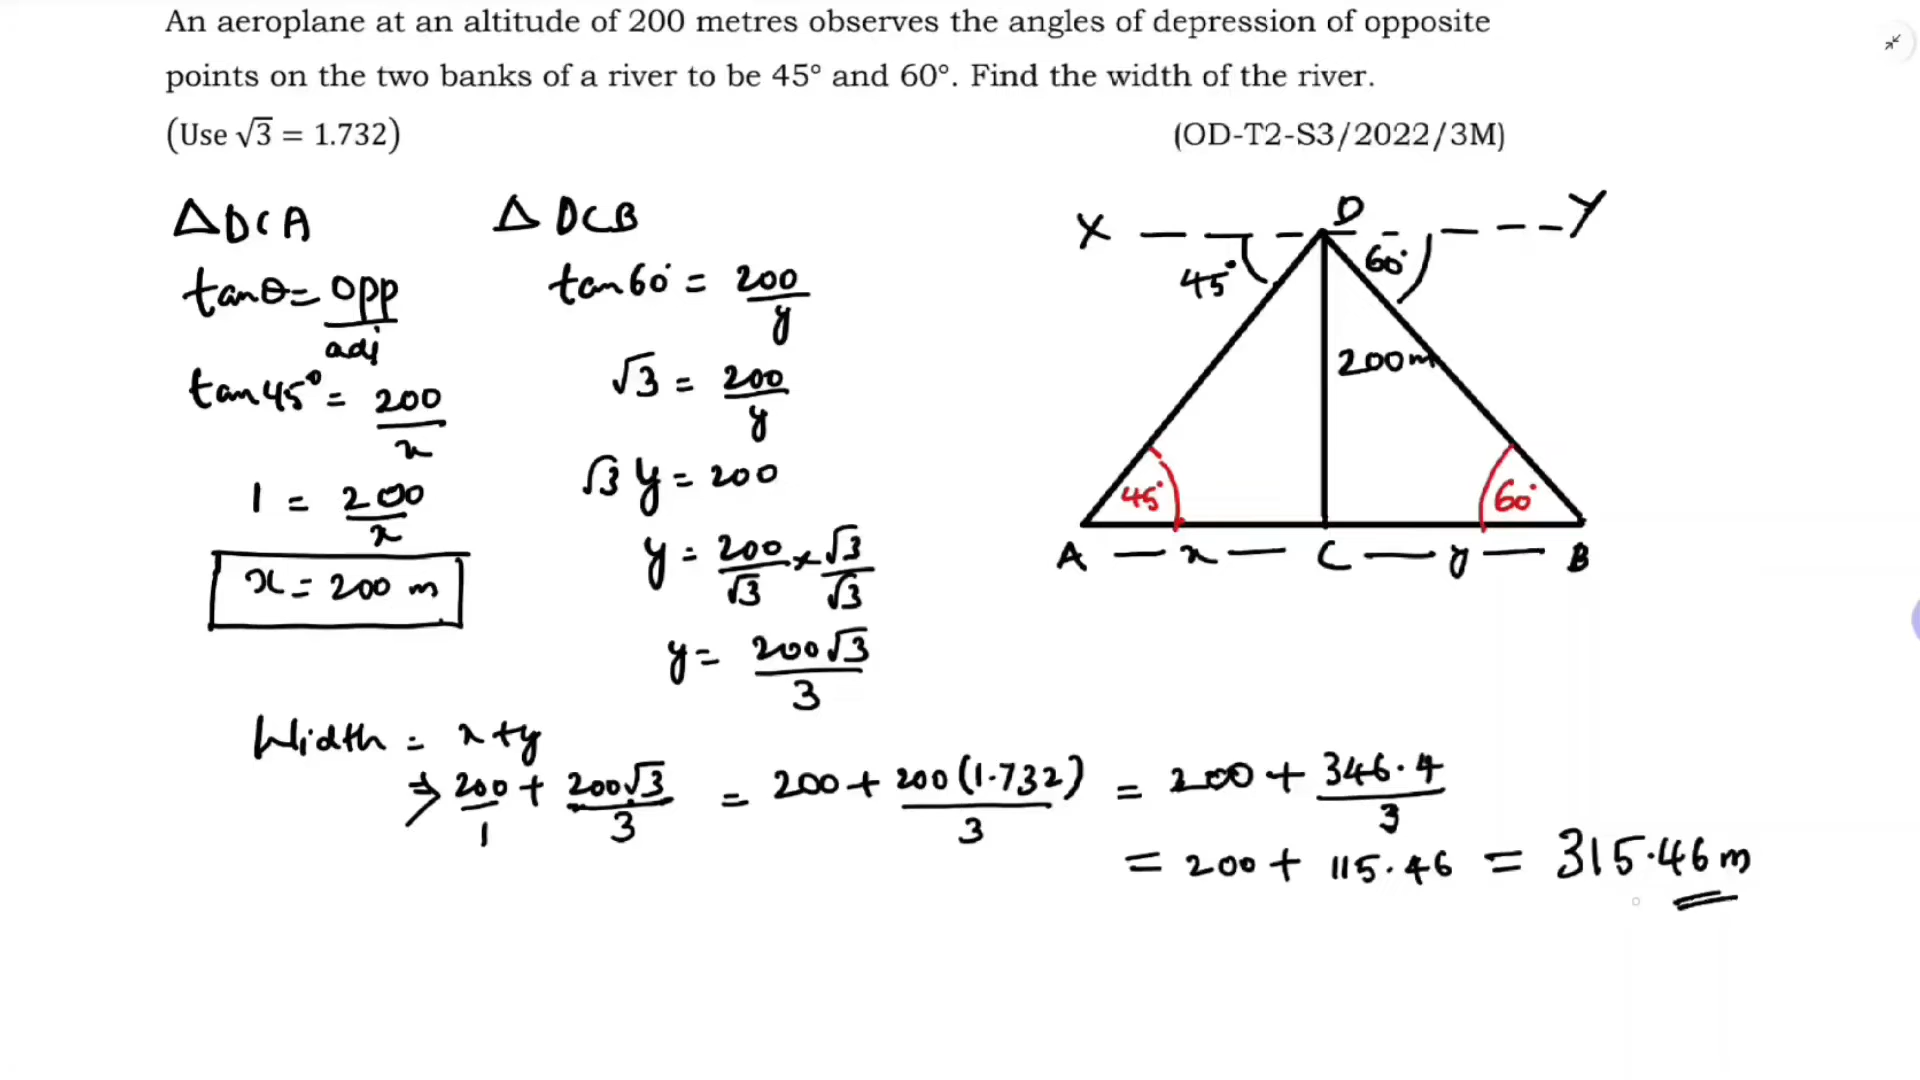 An aeroplane at an altitude of 200 metres observes the angles of depression of opposite
points on the two banks of a river to be 45° and 60°. Find the width of the river.
(Use √3 = 1.732) (OD-T2-S3/2022/3M)
△DCA
tanθ = opp/adj
tan45° = 200/x
1 = 200/x
x = 200 m
△DCB
tan60° = 200/y
√3 = 200/y
√3 y = 200
y = 200/√3 × √3/√3
y = 200√3/3
X D Y
45° 60°
200m
45° 60°
A — x — C — y — B
Width = x+y
⇒ 200/1 + 200√3/3 = 200 + 200(1.732)/3 = 200 + 346.4/3
= 200 + 115.46 = 315.46 m